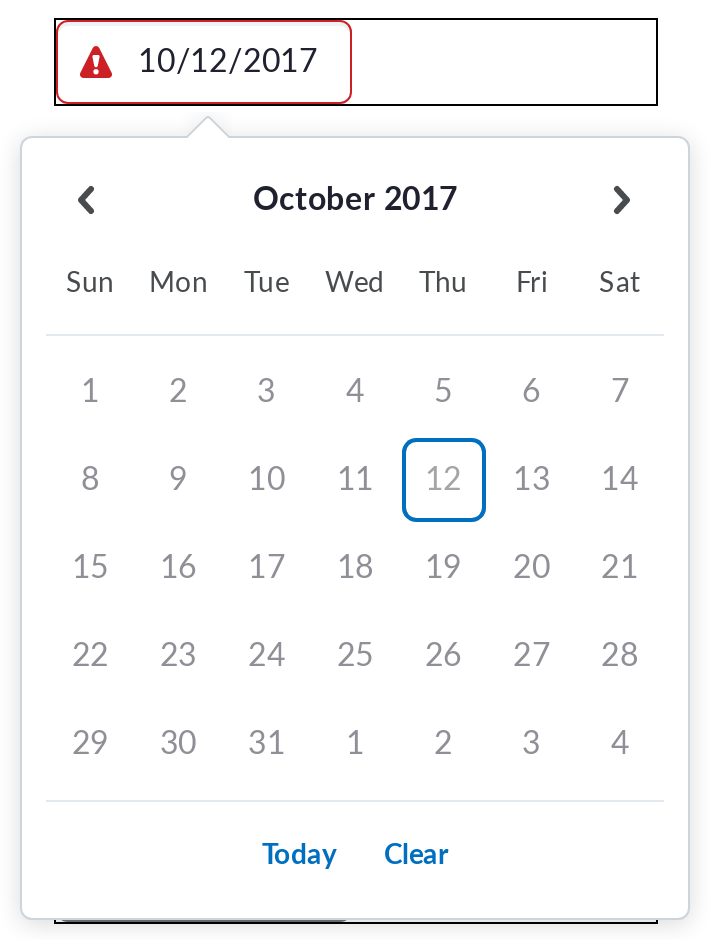 10/12/2017
October 2017
Sun Mon Tue Wed Thu Fri Sat
1 2 3 4 5 6 7
8 9 10 11 12 13 14
15 16 17 18 19 20 21
22 23 24 25 26 27 28
29 30 31 1 2 3 4
Today Clear